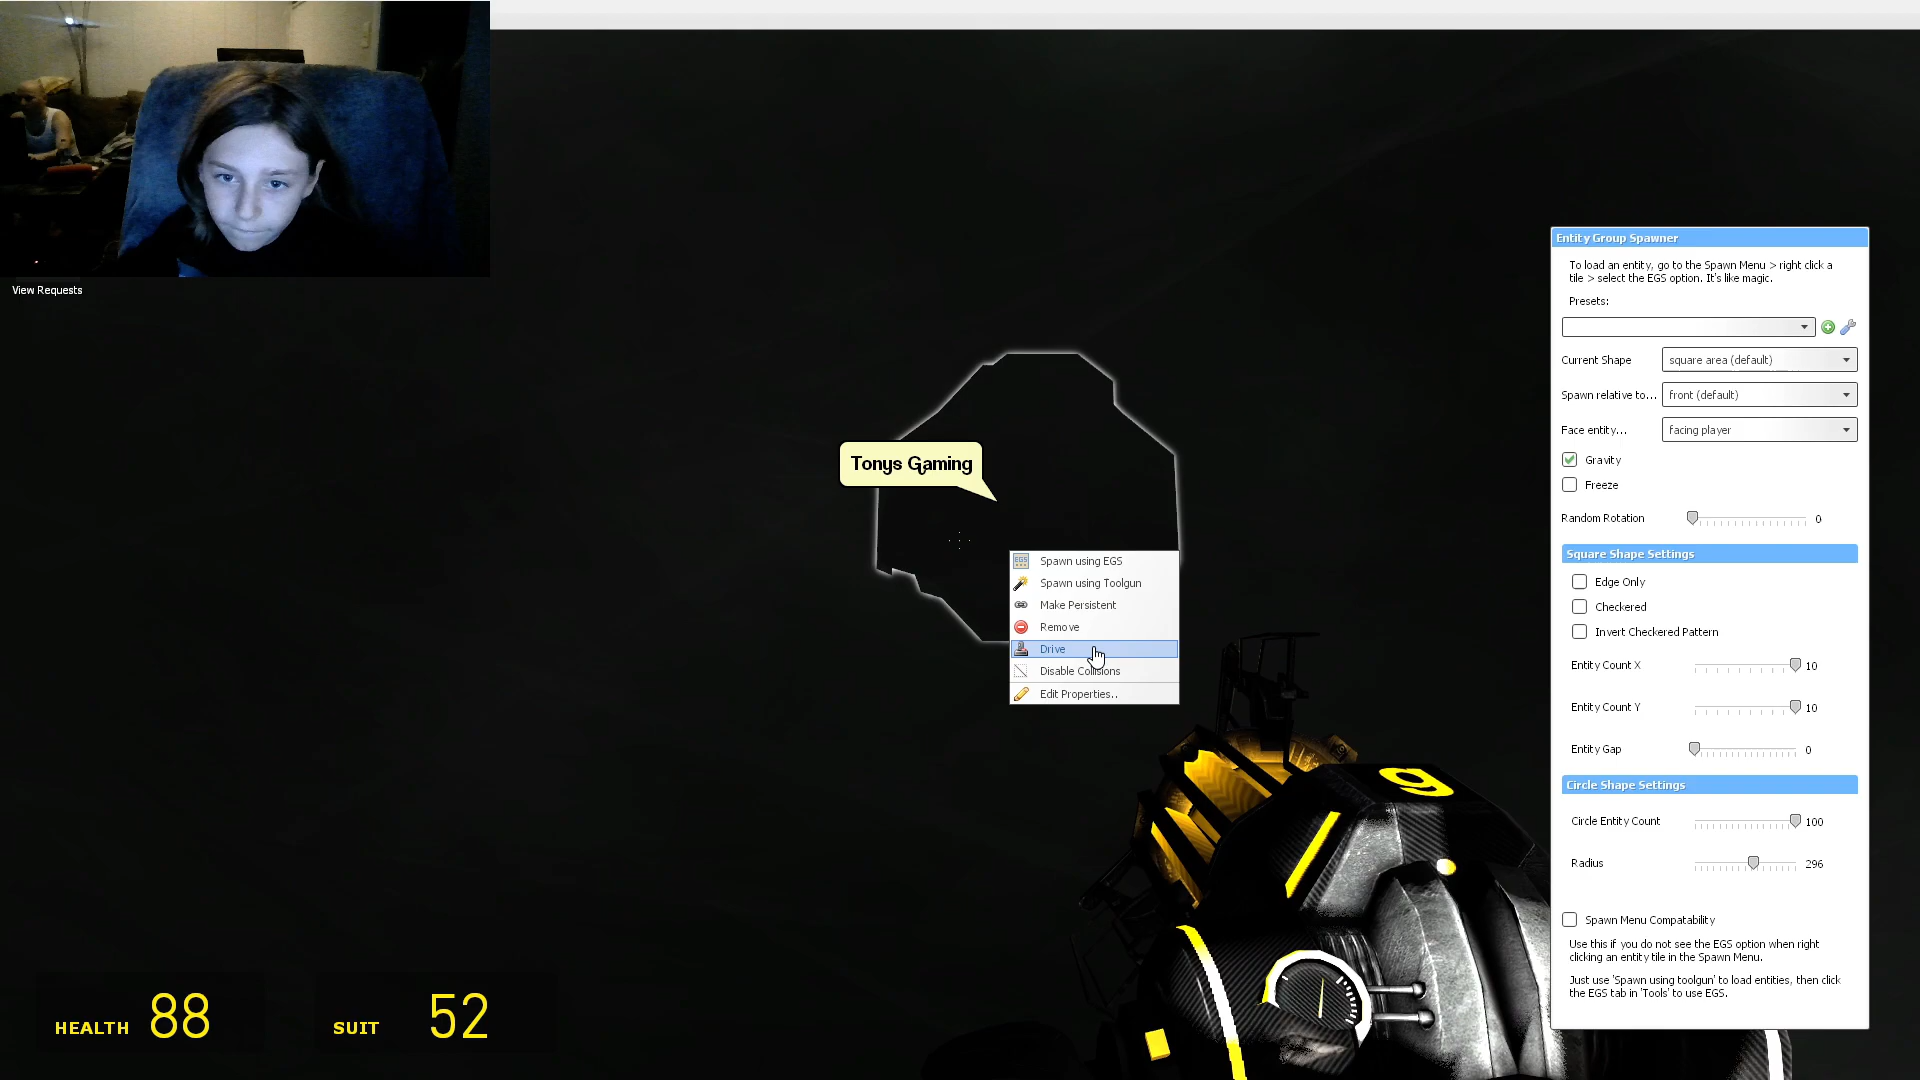 View Requests
Tonys Gaming
Spawn using EGS
Spawn using Toolgun
Make Persistent
Remove
Drive
Disable Collisions
Edit Properties..
Entity Group Spawner
To load an entity, go to the Spawn Menu > right click a
tile > select the EGS option. It's like magic.
Presets:
Current Shape
square area (default)
Spawn relative to...
front (default)
Face entity...
facing player
Gravity
Freeze
Random Rotation
0
Square Shape Settings
Edge Only
Checkered
Invert Checkered Pattern
Entity Count X
10
Entity Count Y
10
Entity Gap
0
Circle Shape Settings
Circle Entity Count
100
Radius
296
Spawn Menu Compatability
Use this if you do not see the EGS option when right
clicking an entity tile in the Spawn Menu.
Just use 'Spawn using toolgun' to load entities, then click
the EGS tab in 'Tools' to use EGS.
HEALTH 88
SUIT 52